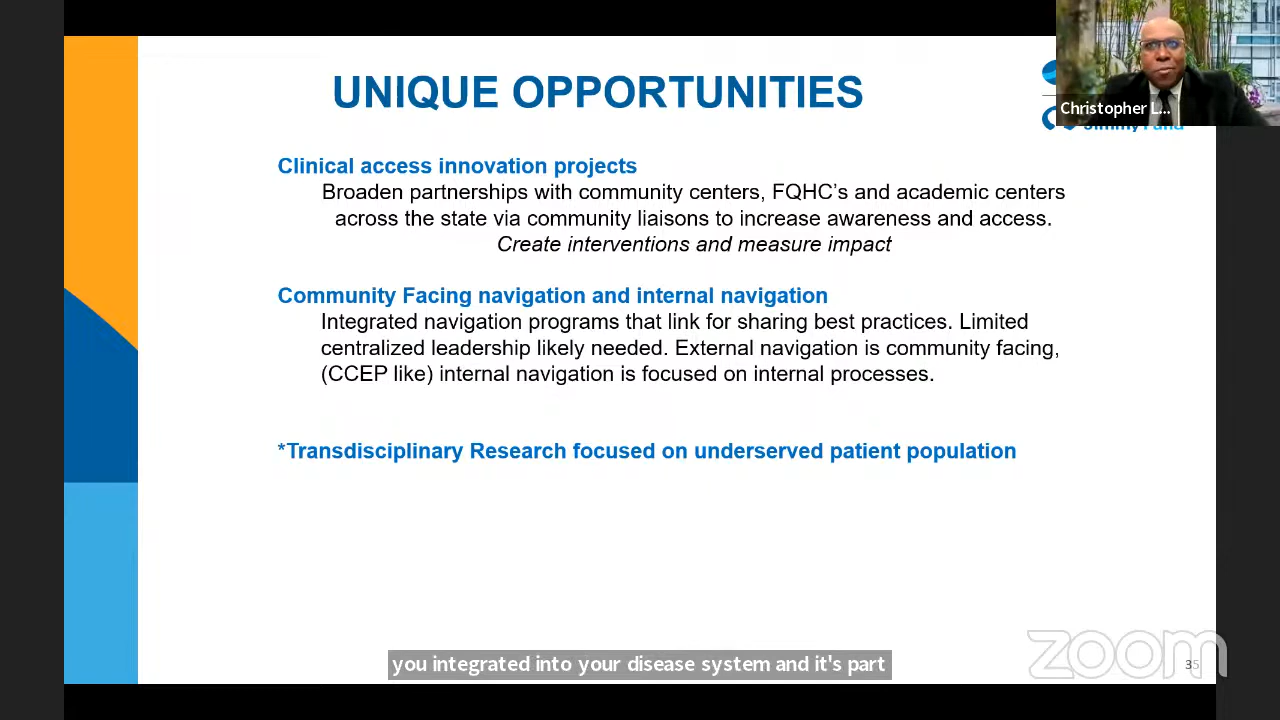 UNIQUE OPPORTUNITIES
Christopher L...
Clinical access innovation projects
Broaden partnerships with community centers, FQHC's and academic centers
across the state via community liaisons to increase awareness and access.
Create interventions and measure impact
Community Facing navigation and internal navigation
Integrated navigation programs that link for sharing best practices. Limited
centralized leadership likely needed. External navigation is community facing,
(CCEP like) internal navigation is focused on internal processes.
*Transdisciplinary Research focused on underserved patient population
you integrated into your disease system and it's part
zoom
35